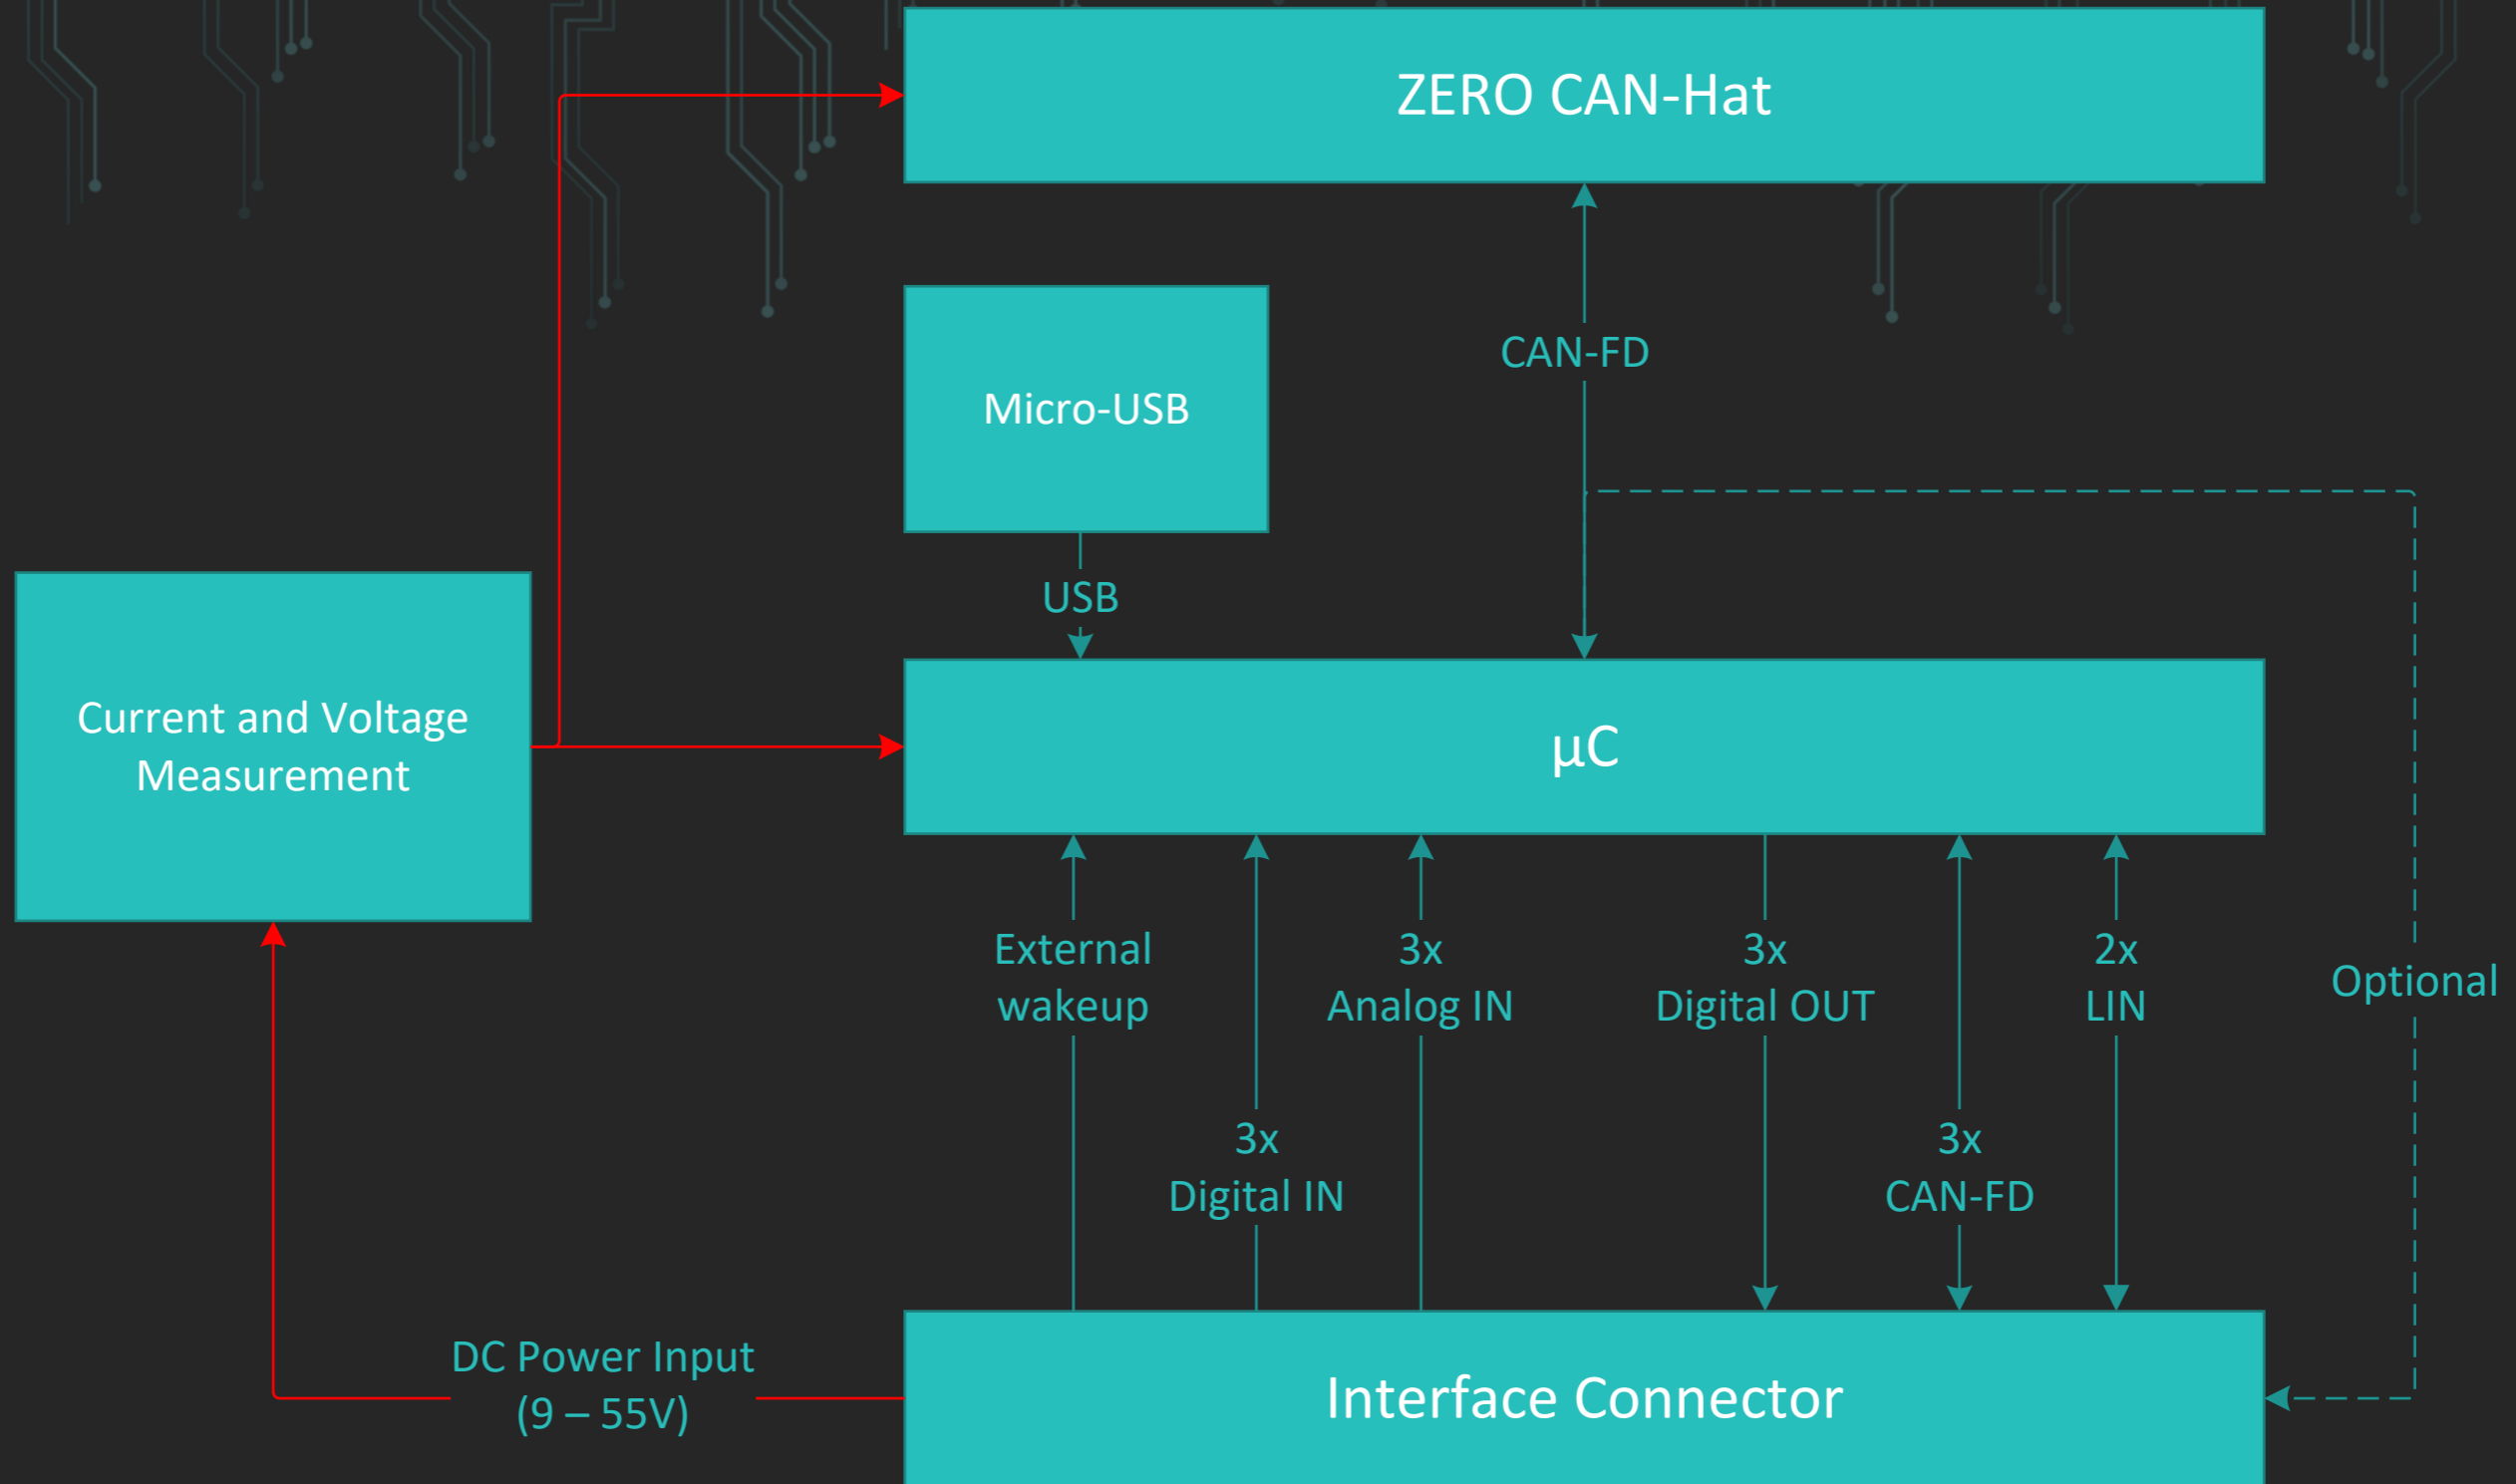 ZERO CAN-Hat
CAN-FD
Micro-USB
USB
Current and Voltage
Measurement
µC
External
wakeup
3x
Analog IN
3x
Digital OUT
2x
LIN
Optional
3x
Digital IN
3x
CAN-FD
DC Power Input
(9 – 55V)
Interface Connector